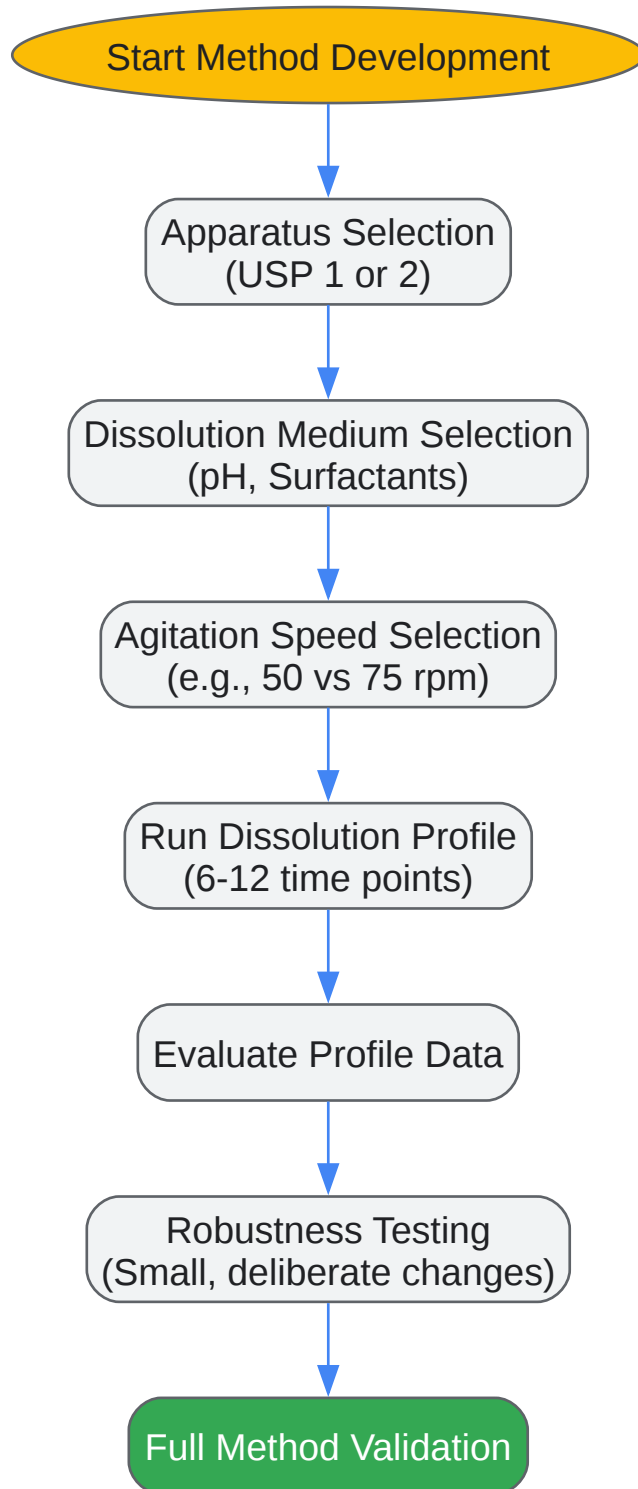 Start Method Development
Apparatus Selection
(USP 1 or 2)
Dissolution Medium Selection
(pH, Surfactants)
Agitation Speed Selection
(e.g., 50 vs 75 rpm)
Run Dissolution Profile
(6-12 time points)
Evaluate Profile Data
Robustness Testing
(Small, deliberate changes)
Full Method Validation